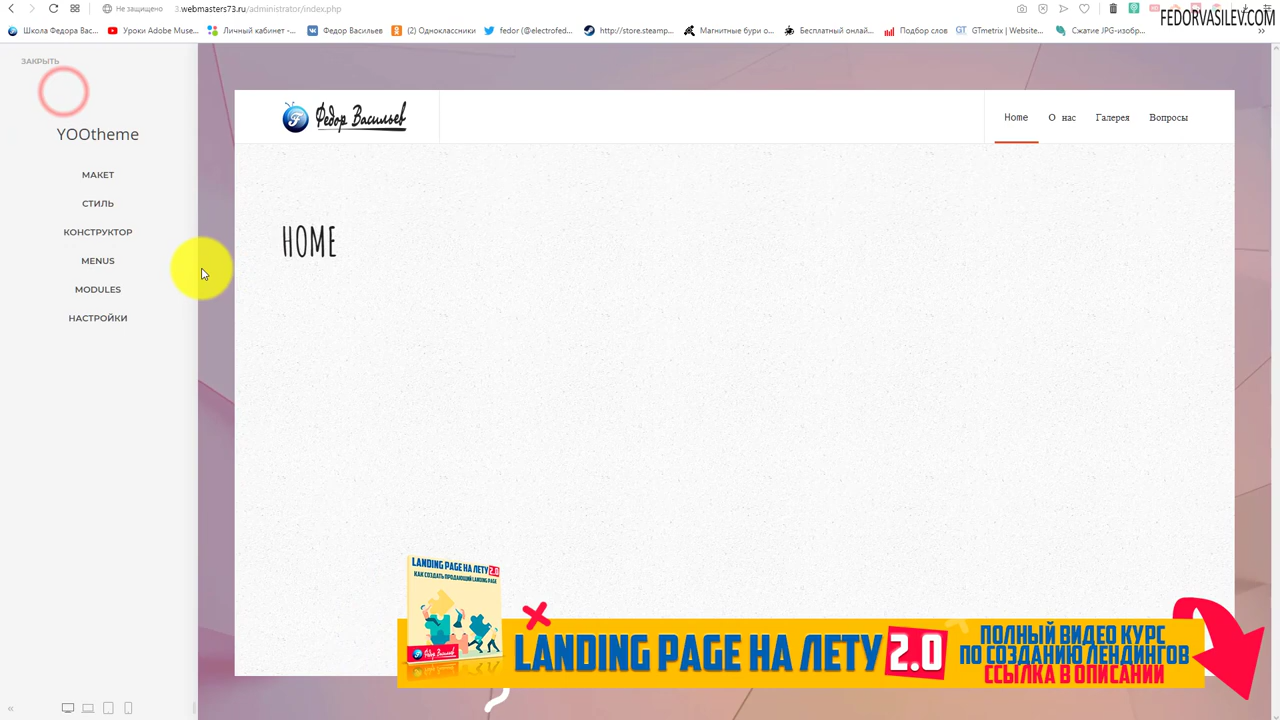 Не защищено
3.webmasters73.ru/administrator/index.php
FEDORVASILEV.COM
Школа Федора Вас...
Уроки Adobe Muse...
Личный кабинет -...
Федор Васильев
(2) Одноклассники
fedor (@electrofed...
http://store.steamp...
Магнитные бури о...
Бесплатный онлай...
Подбор слов
GTmetrix | Website...
Сжатие JPG-изобр...
ЗАКРЫТЬ
YOOtheme
МАКЕТ
СТИЛЬ
КОНСТРУКТОР
MENUS
MODULES
НАСТРОЙКИ
Федор Васильев
Home
О нас
Галерея
Вопросы
HOME
LANDING PAGE НА ЛЕТУ 2.0
КАК СОЗДАТЬ ПРОДАЮЩИЙ LANDING PAGE
Федор Васильев
LANDING PAGE НА ЛЕТУ 2.0
ПОЛНЫЙ ВИДЕО КУРС
ПО СОЗДАНИЮ ЛЕНДИНГОВ
ССЫЛКА В ОПИСАНИИ